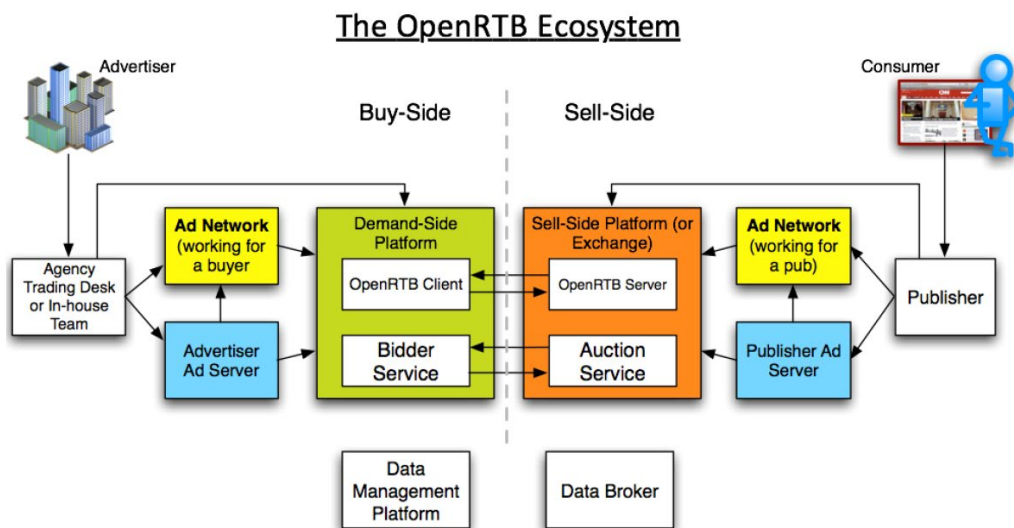 The OpenRTB Ecosystem
Advertiser
Consumer
CNN
Buy-Side
Sell-Side
Agency
Trading Desk
or In-house
Team
Ad Network
(working for
a buyer
Advertiser
Ad Server
Demand-Side
Platform
OpenRTB Client
Bidder
Service
Sell-Side Platform (or
Exchange)
OpenRTB Server
Auction
Service
Ad Network
(working for
a pub)
Publisher Ad
Server
Publisher
Data
Management
Platform
Data Broker